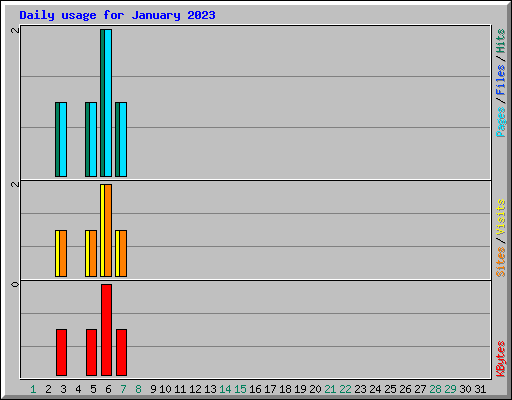 Daily usage for January 2023
2
Pages/Files/Hits
2
Sites/Visits
0
KBytes
1 2 3 4 5 6 7 8 9 10 11 12 13 14 15 16 17 18 19 20 21 22 23 24 25 26 27 28 29 30 31